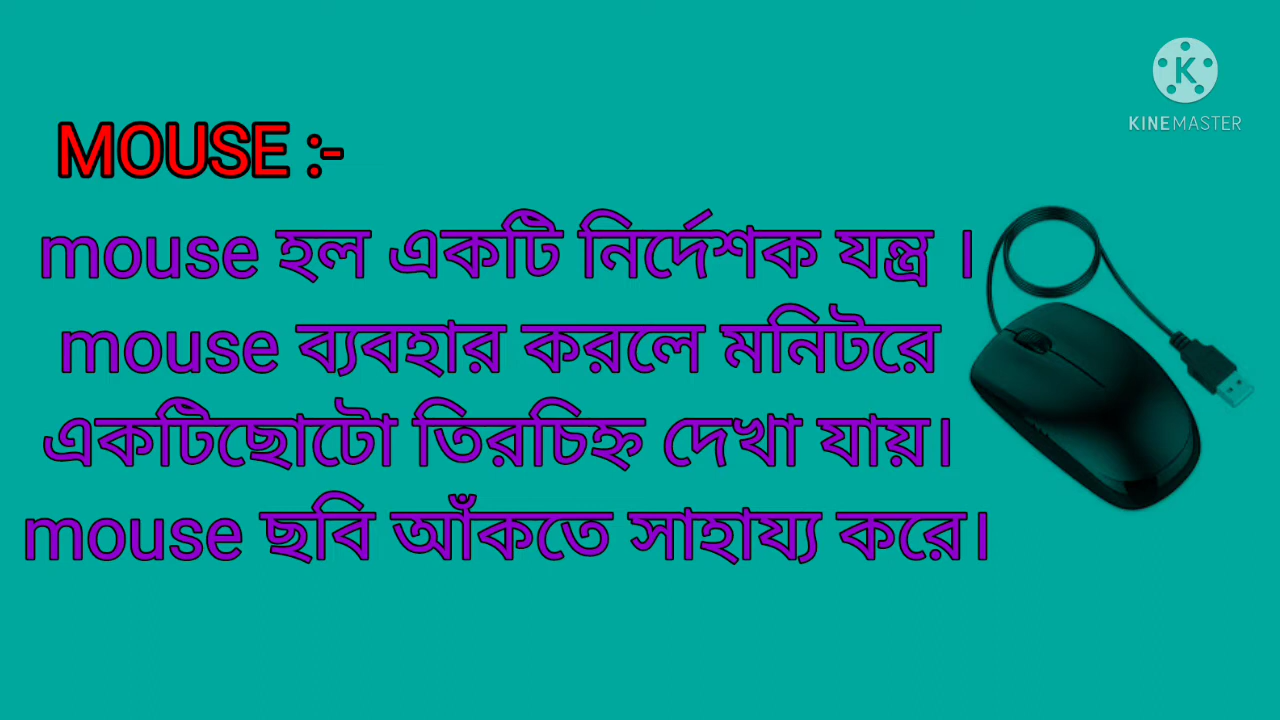 KINEMASTER
MOUSE :-
mouse হল একটি নির্দেশক যন্ত্র ।
mouse ব্যবহার করলে মনিটরে
একটিছোটো তিরচিহ্ন দেখা যায়।
mouse ছবি আঁকতে সাহায্য করে।